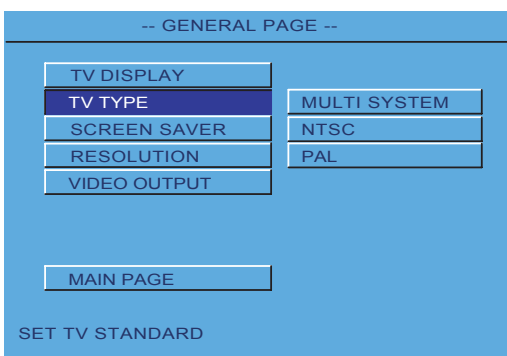 -- GENERAL PAGE --
TV DISPLAY
TV TYPE
MULTI SYSTEM
SCREEN SAVER
NTSC
RESOLUTION
PAL
VIDEO OUTPUT
MAIN PAGE
SET TV STANDARD